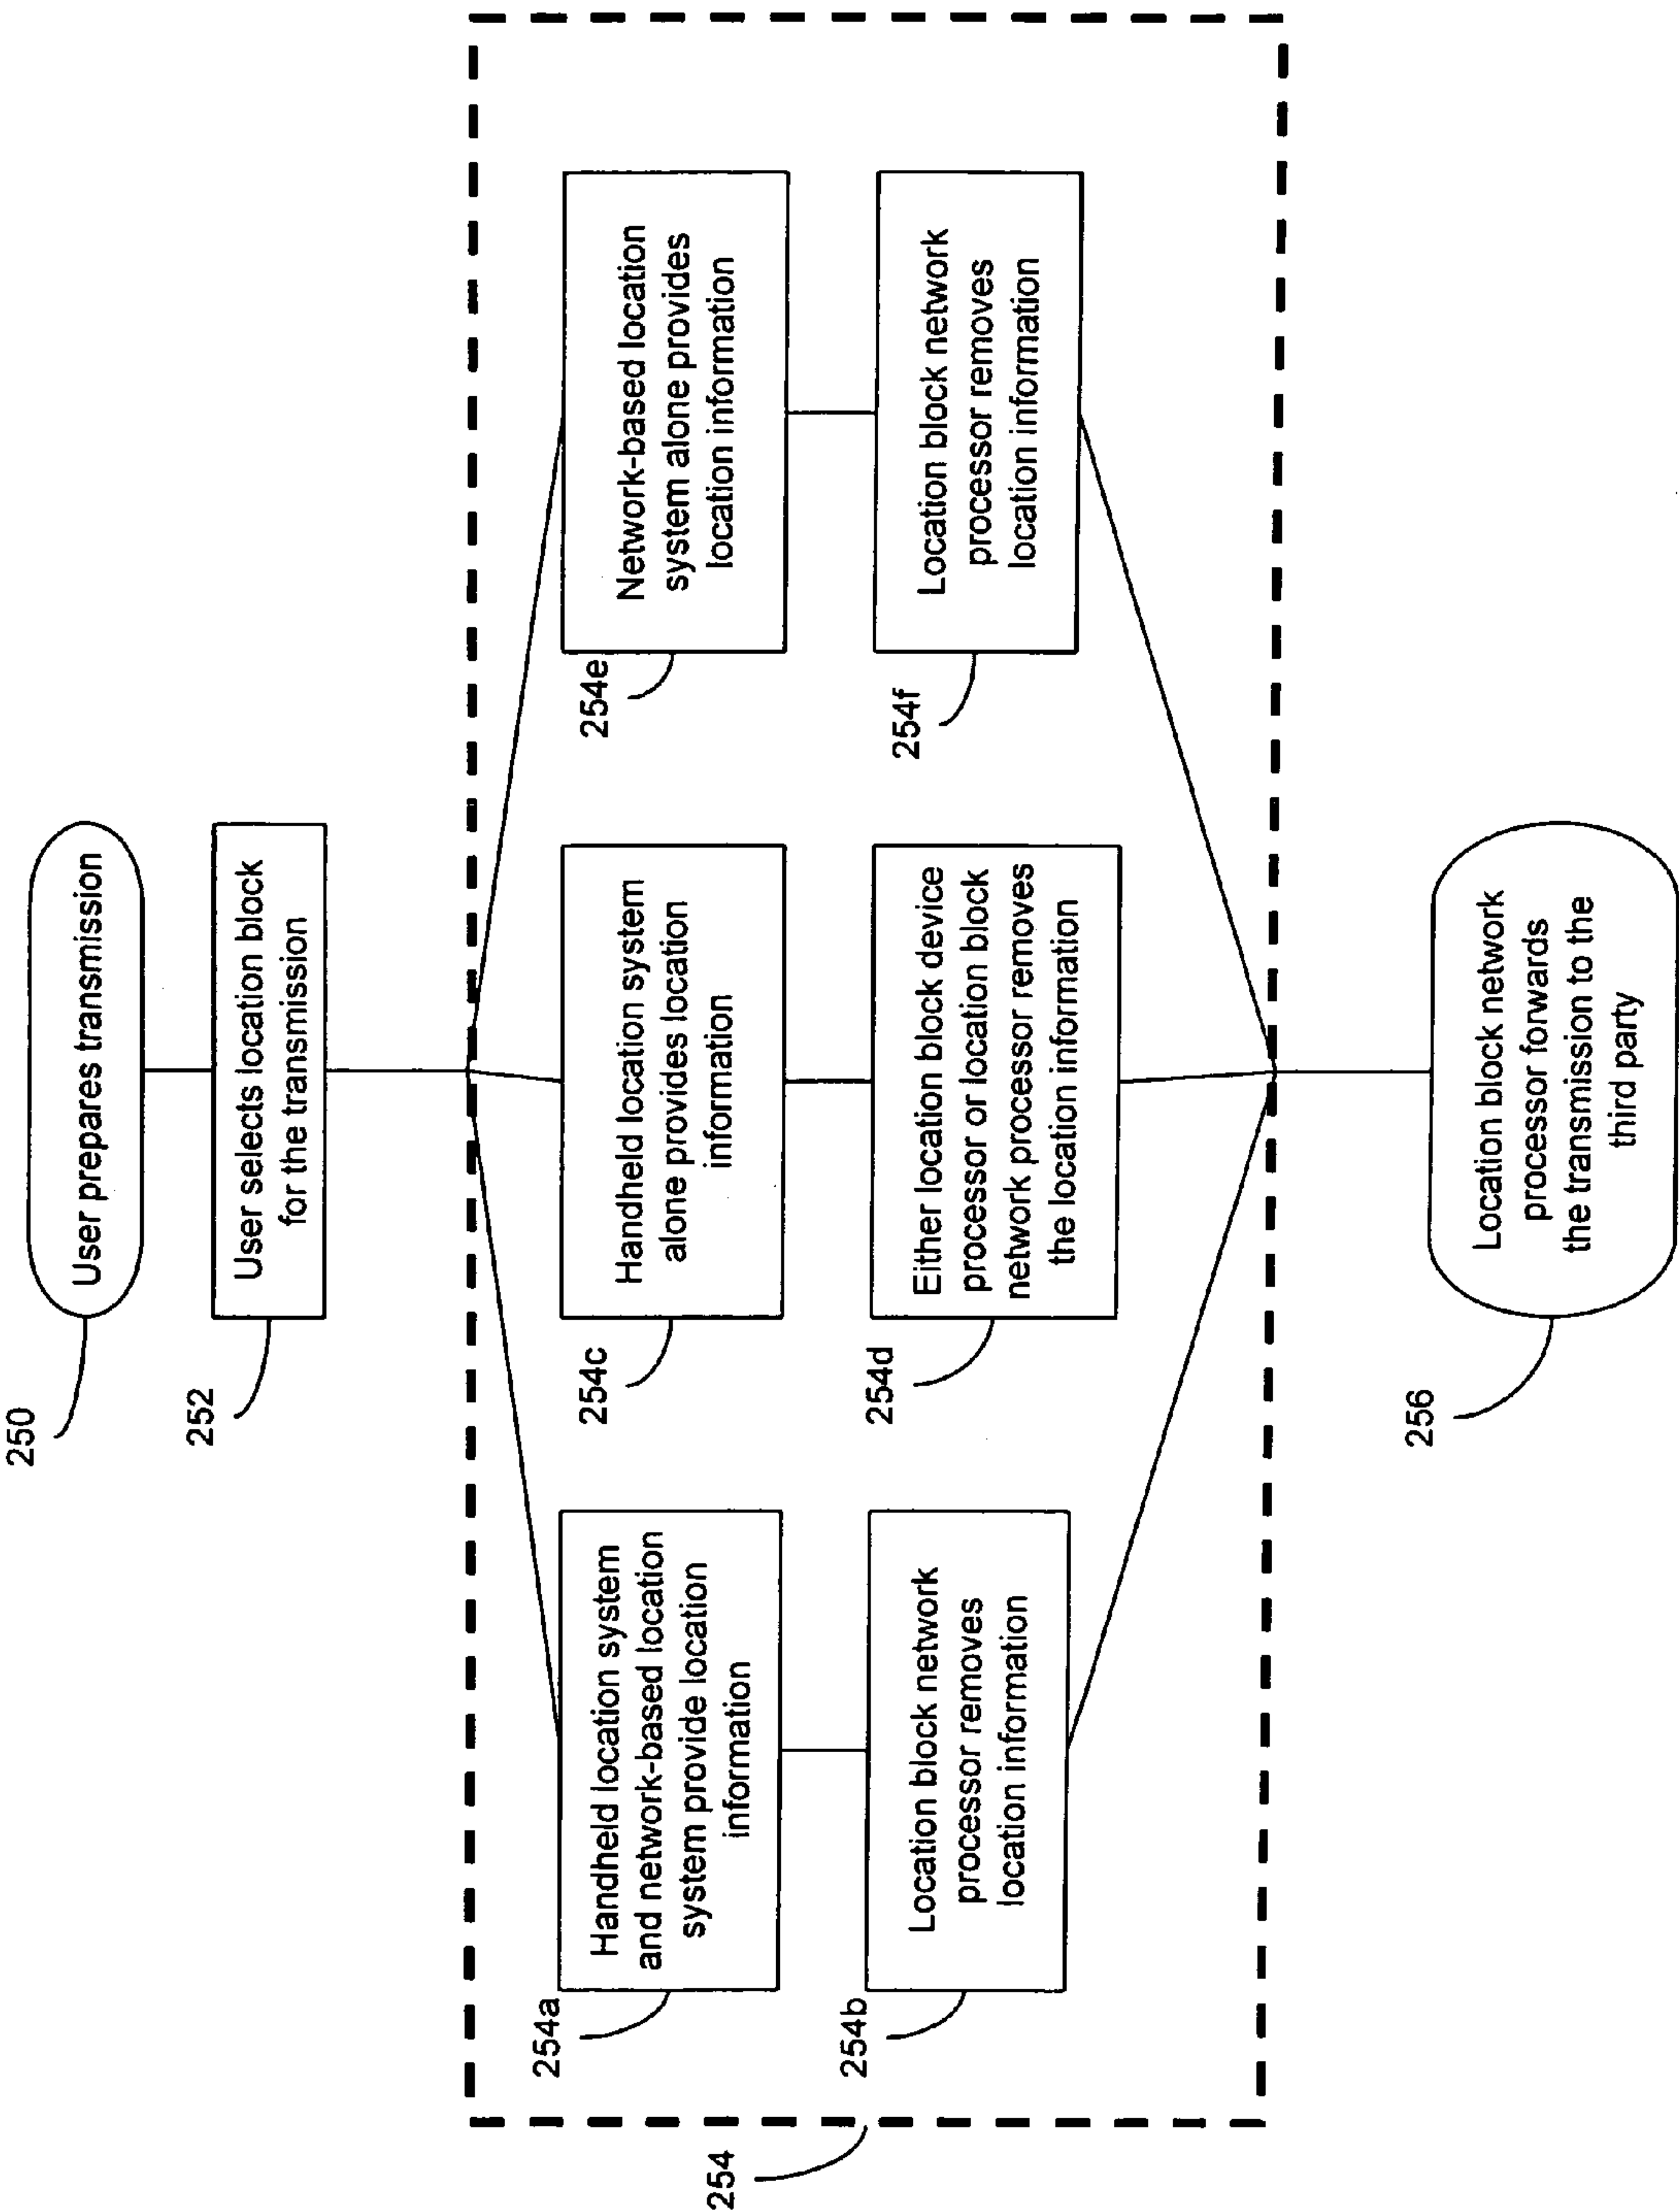 250
User prepares transmission
252
User selects location block
for the transmission
254
254a
Handheld location system
and network-based location
system provide location
information
254b
Location block network
processor removes
location information
254c
Handheld location system
alone provides location
information
254d
Either location block device
processor or location block
network processor removes
the location information
254e
Network-based location
system alone provides
location information
254f
Location block network
processor removes
location information
256
Location block network
processor forwards
the transmission to the
third party